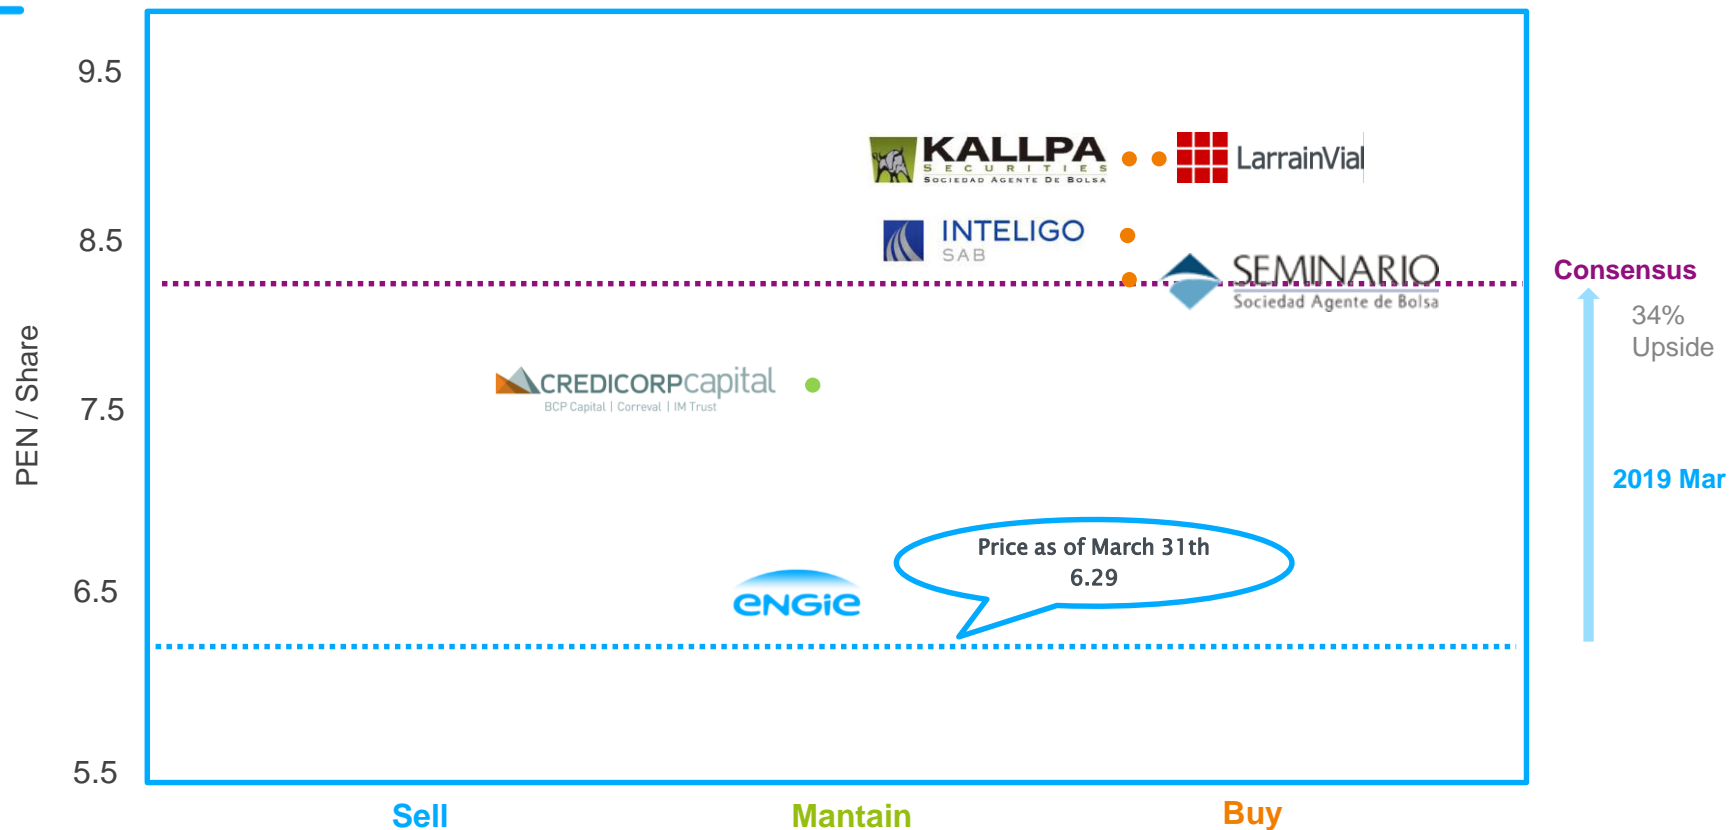 9.5
8.5
7.5
6.5
5.5
PEN / Share
KALLPA
SECURITIES
SOCIEDAD AGENTE DE BOLSA
LarrainVial
INTELIGO
SAB
SEMINARIO
Sociedad Agente de Bolsa
Consensus
34%
Upside
CREDICORPcapital
BCP Capital | Correval | IM Trust
2019 Mar
Price as of March 31th
6.29
ENGIE
Sell
Mantain
Buy